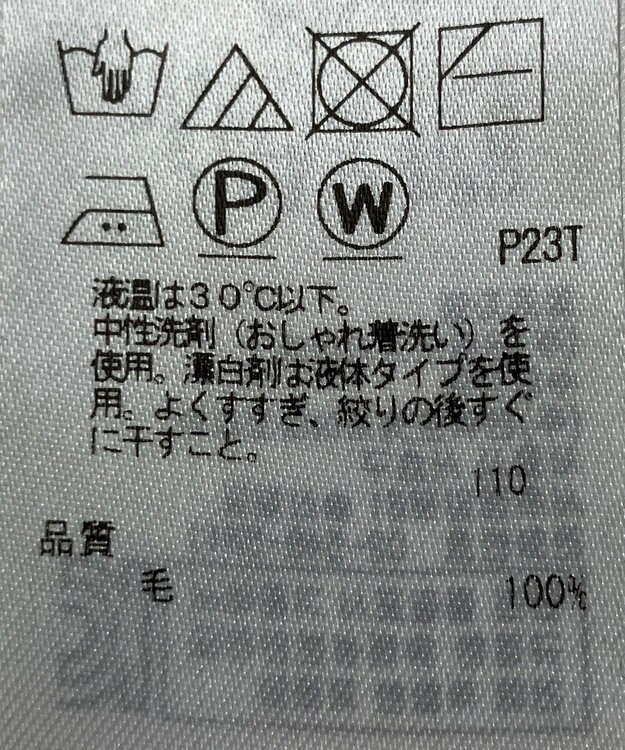 P W
P23T
液温は30℃以下。
中性洗剤（おしゃれ着洗い）を
使用。漂白剤は液体タイプを使
用。よくすすぎ、絞りの後すぐ
に干すこと。
110
品質
毛 100%